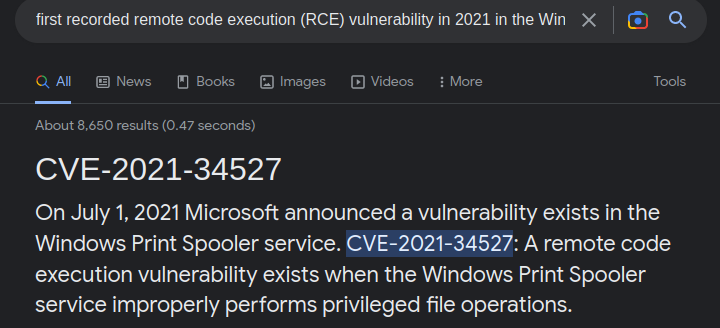 first recorded remote code execution (RCE) vulnerability in 2021 in the Win
All News Books Images Videos More Tools
About 8,650 results (0.47 seconds)
CVE-2021-34527
On July 1, 2021 Microsoft announced a vulnerability exists in the
Windows Print Spooler service. CVE-2021-34527: A remote code
execution vulnerability exists when the Windows Print Spooler
service improperly performs privileged file operations.